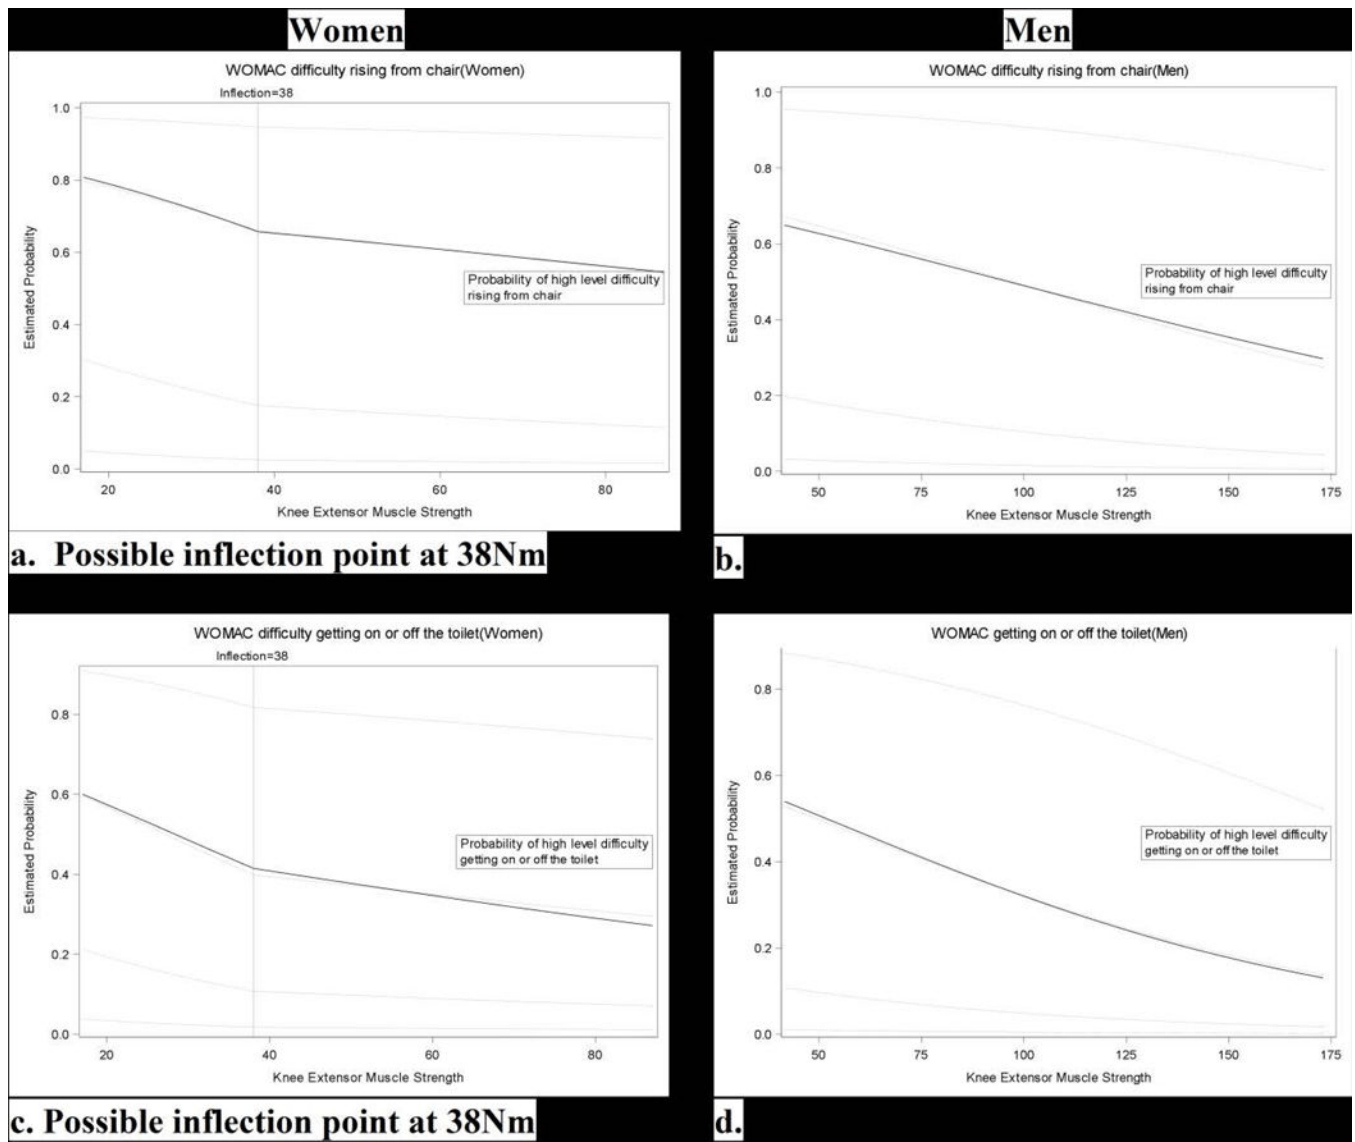 Women
Men
WOMAC difficulty rising from chair(Women)
Inflection=38
1.0
0.8
0.6
0.4
0.2
0.0
Estimated Probability
Probability of high level difficulty
rising from chair
20
40
60
80
Knee Extensor Muscle Strength
a. Possible inflection point at 38Nm
WOMAC difficulty rising from chair(Men)
1.0
0.8
0.6
0.4
0.2
0.0
Estimated Probability
Probability of high level difficulty
rising from chair
50
75
100
125
150
175
Knee Extensor Muscle Strength
b.
WOMAC difficulty getting on or off the toilet(Women)
Inflection=38
0.8
0.6
0.4
0.2
0.0
Estimated Probability
Probability of high level difficulty
getting on or off the toilet
20
40
60
80
Knee Extensor Muscle Strength
c. Possible inflection point at 38Nm
WOMAC getting on or off the toilet(Men)
0.8
0.6
0.4
0.2
0.0
Estimated Probability
Probability of high level difficulty
getting on or off the toilet
50
75
100
125
150
175
Knee Extensor Muscle Strength
d.